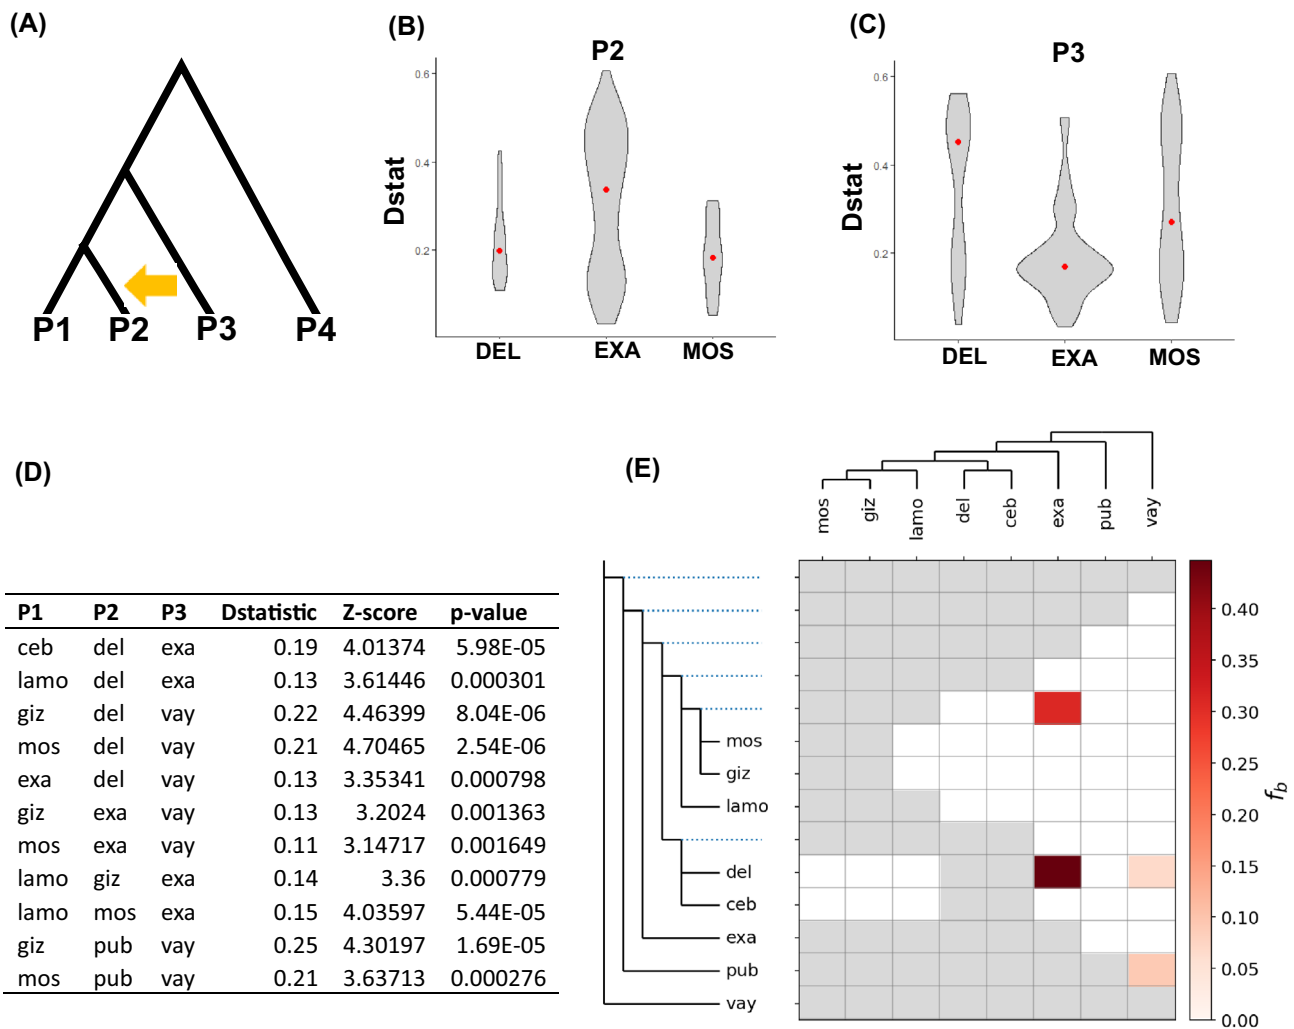 (A)
P1 P2 P3 P4
(B)
P2
Dstat
0.6
0.4
0.2
DEL EXA MOS
(C)
P3
Dstat
0.6
0.4
0.2
DEL EXA MOS
(D)
P1 P2 P3 Dstatistic Z-score p-value
ceb del exa 0.19 4.01374 5.98E-05
lamo del exa 0.13 3.61446 0.000301
giz del vay 0.22 4.46399 8.04E-06
mos del vay 0.21 4.70465 2.54E-06
exa del vay 0.13 3.35341 0.000798
giz exa vay 0.13 3.2024 0.001363
mos exa vay 0.11 3.14717 0.001649
lamo giz exa 0.14 3.36 0.000779
lamo mos exa 0.15 4.03597 5.44E-05
giz pub vay 0.25 4.30197 1.69E-05
mos pub vay 0.21 3.63713 0.000276
(E)
mos giz lamo del ceb exa pub vay
mos
giz
lamo
del
ceb
exa
pub
vay
0.40
0.35
0.30
0.25
0.20
0.15
0.10
0.05
0.00
fb